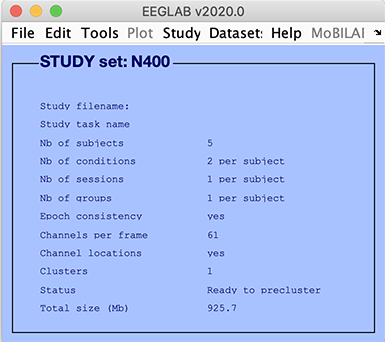 EEGLAB v2020.0
File Edit Tools Plot Study Datasets Help MoBILAB
STUDY set: N400
Study filename:
Study task name
Nb of subjects 5
Nb of conditions 2 per subject
Nb of sessions 1 per subject
Nb of groups 1 per subject
Epoch consistency yes
Channels per frame 61
Channel locations yes
Clusters 1
Status Ready to precluster
Total size (Mb) 925.7